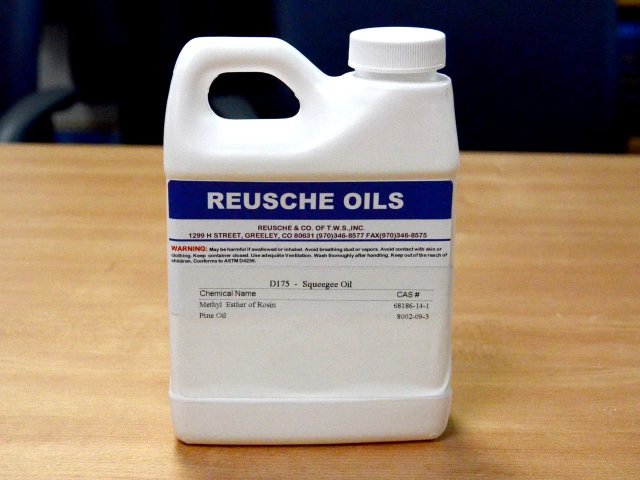 REUSCHE OILS
REUSCHE & CO. OF T.W.S.,INC.
1299 H STREET, GREELEY, CO 80631 (970)346-8577 FAX(970)346-8575
WARNING: May be harmful if swallowed or inhaled. Avoid breathing dust or vapors. Avoid contact with skin or
clothing. Keep container closed. Use adequate Ventilation. Wash thoroughly after handling. Keep out of the reach of
children. Conforms to ASTM D4236.
D175 - Squeegee Oil
Chemical Name CAS #
Methyl Esther of Rosin 68186-14-1
Pine Oil 8002-09-3